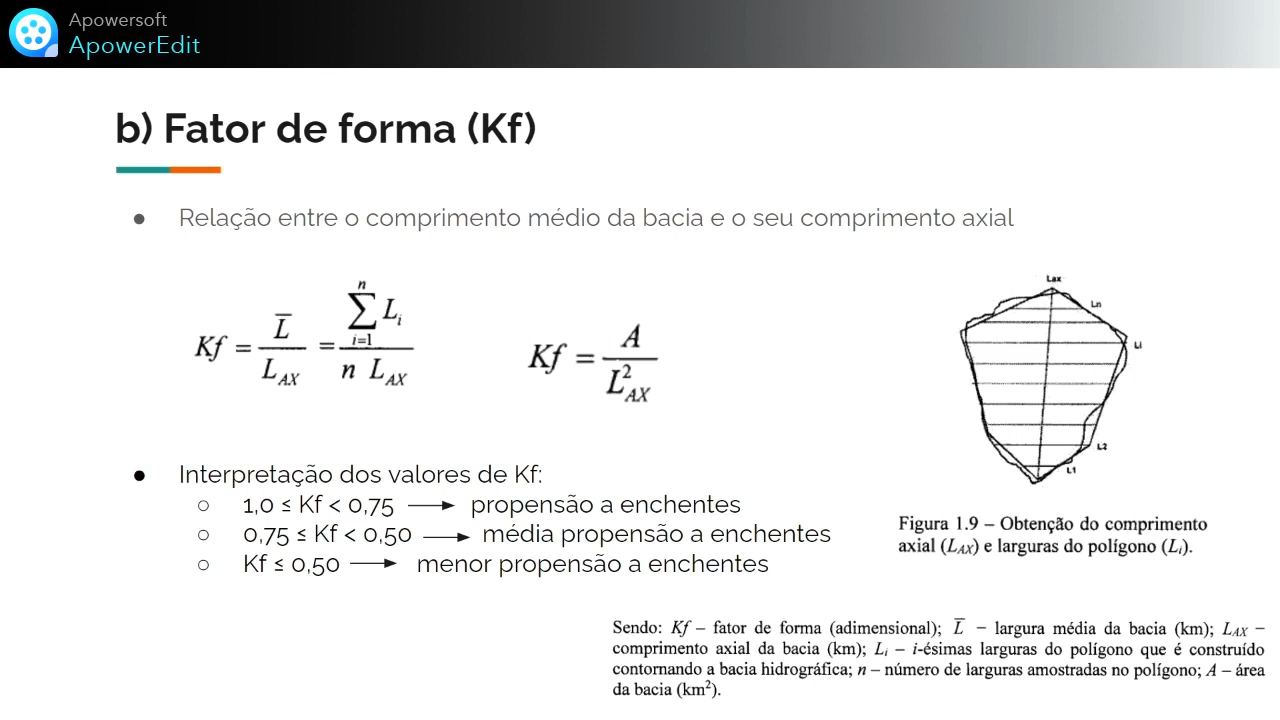 Apowersoft
ApowerEdit
b) Fator de forma (Kf)
● Relação entre o comprimento médio da bacia e o seu comprimento axial
Kf = L̅ / L_AX = ∑_{i=1}^{n} L_i / n L_AX
Kf = A / L²_AX
Lax
Ln
Li
L2
L1
● Interpretação dos valores de Kf:
○ 1,0 ≤ Kf < 0,75 → propensão a enchentes
○ 0,75 ≤ Kf < 0,50 → média propensão a enchentes
○ Kf ≤ 0,50 → menor propensão a enchentes
Figura 1.9 – Obtenção do comprimento
axial (L_AX) e larguras do polígono (L_i).
Sendo: Kf – fator de forma (adimensional); L̅ – largura média da bacia (km); L_AX –
comprimento axial da bacia (km); L_i – i-ésimas larguras do polígono que é construído
contornando a bacia hidrográfica; n – número de larguras amostradas no polígono; A – área
da bacia (km²).